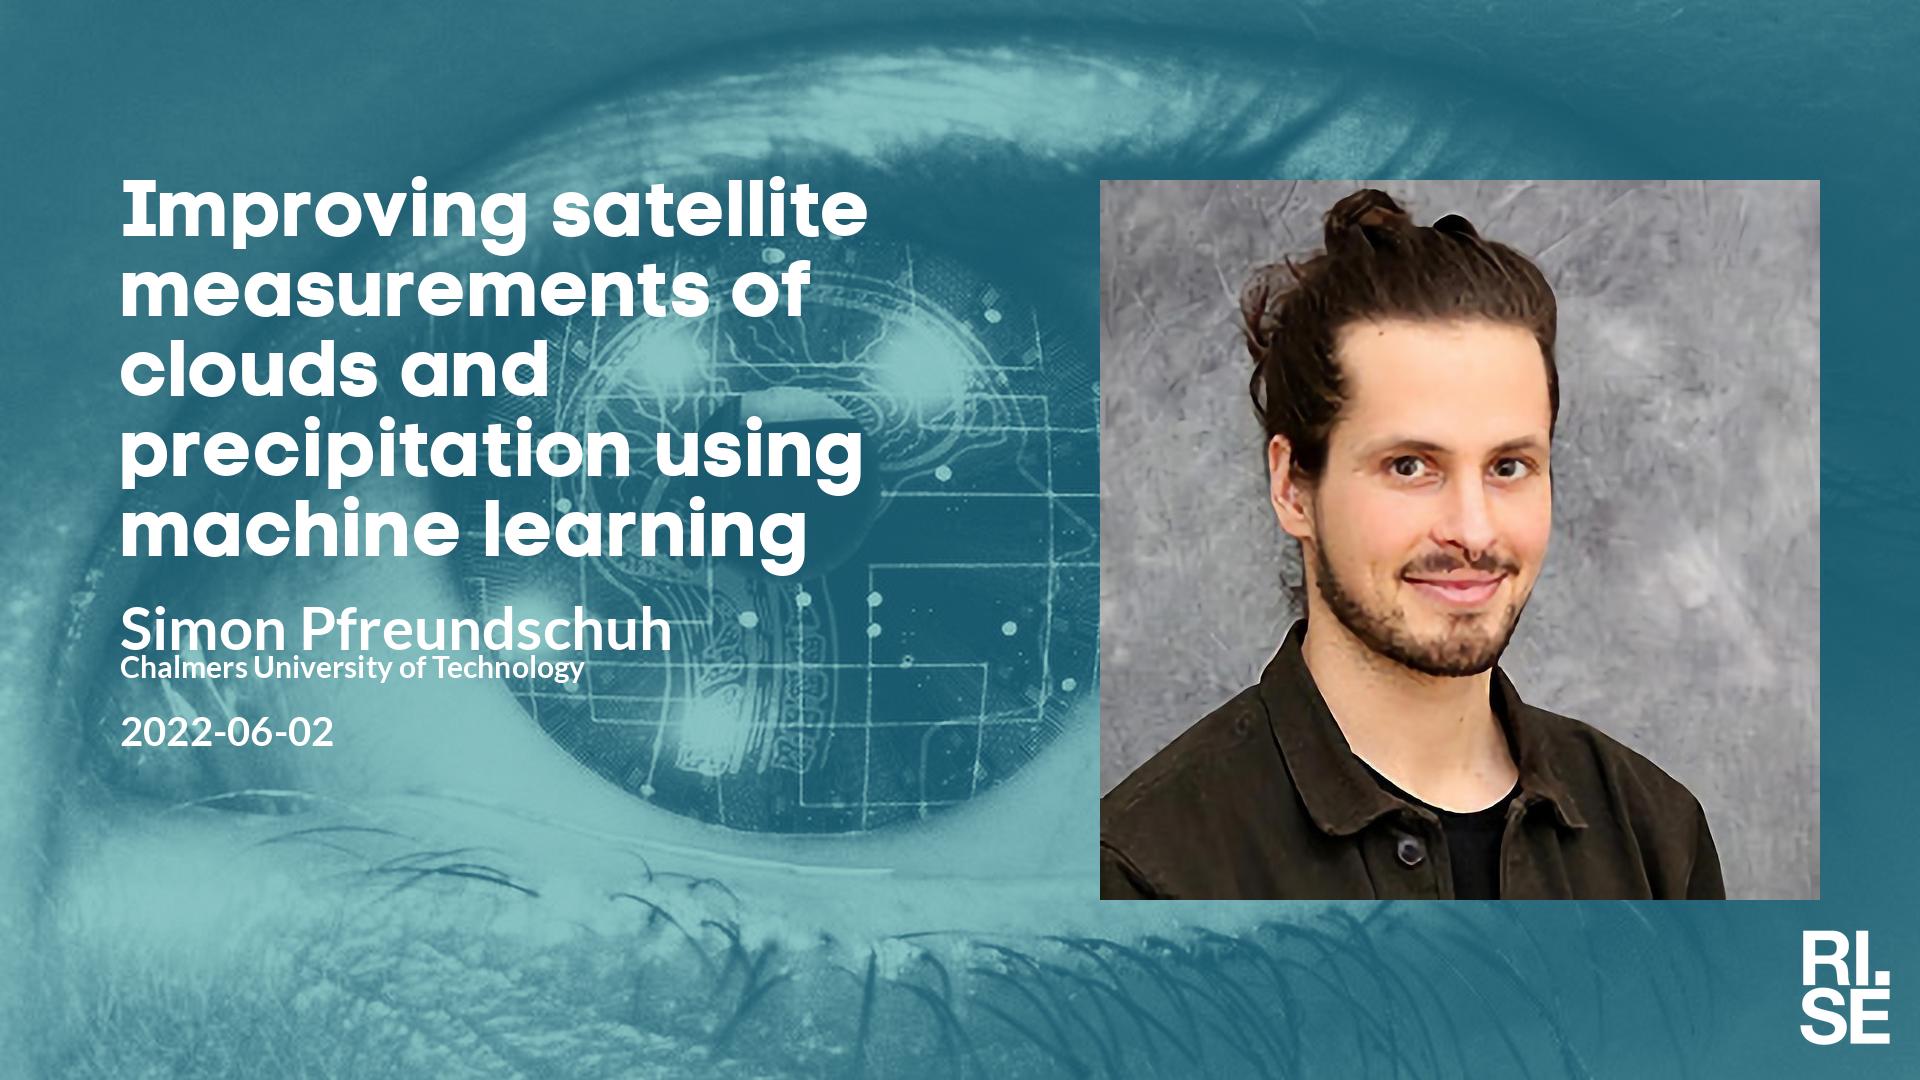 Improving satellite
measurements of
clouds and
precipitation using
machine learning
Simon Pfreundschuh
Chalmers University of Technology
2022-06-02
RI.
SE